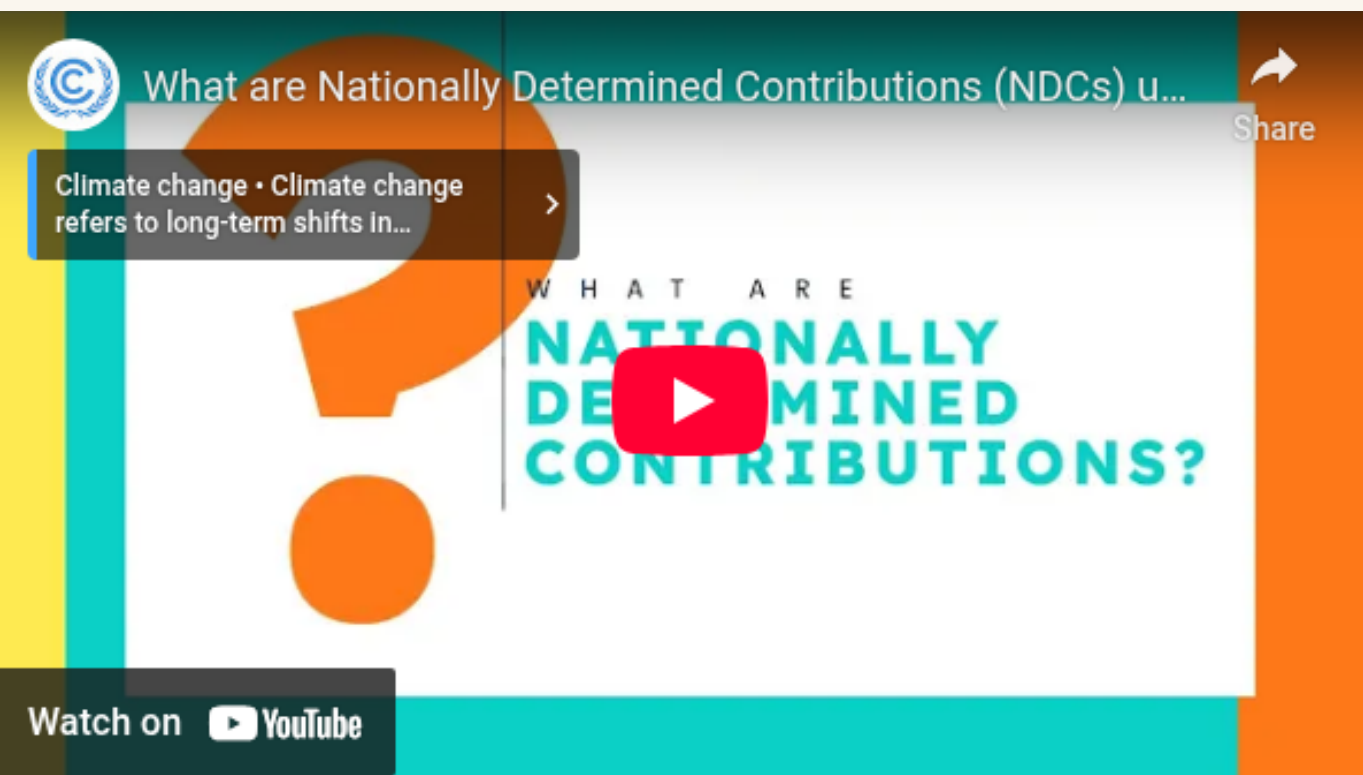 What are Nationally Determined Contributions (NDCs) u...
Share
Climate change • Climate change
refers to long-term shifts in...
WHAT ARE
NATIONALLY
DETERMINED
CONTRIBUTIONS?
Watch on YouTube